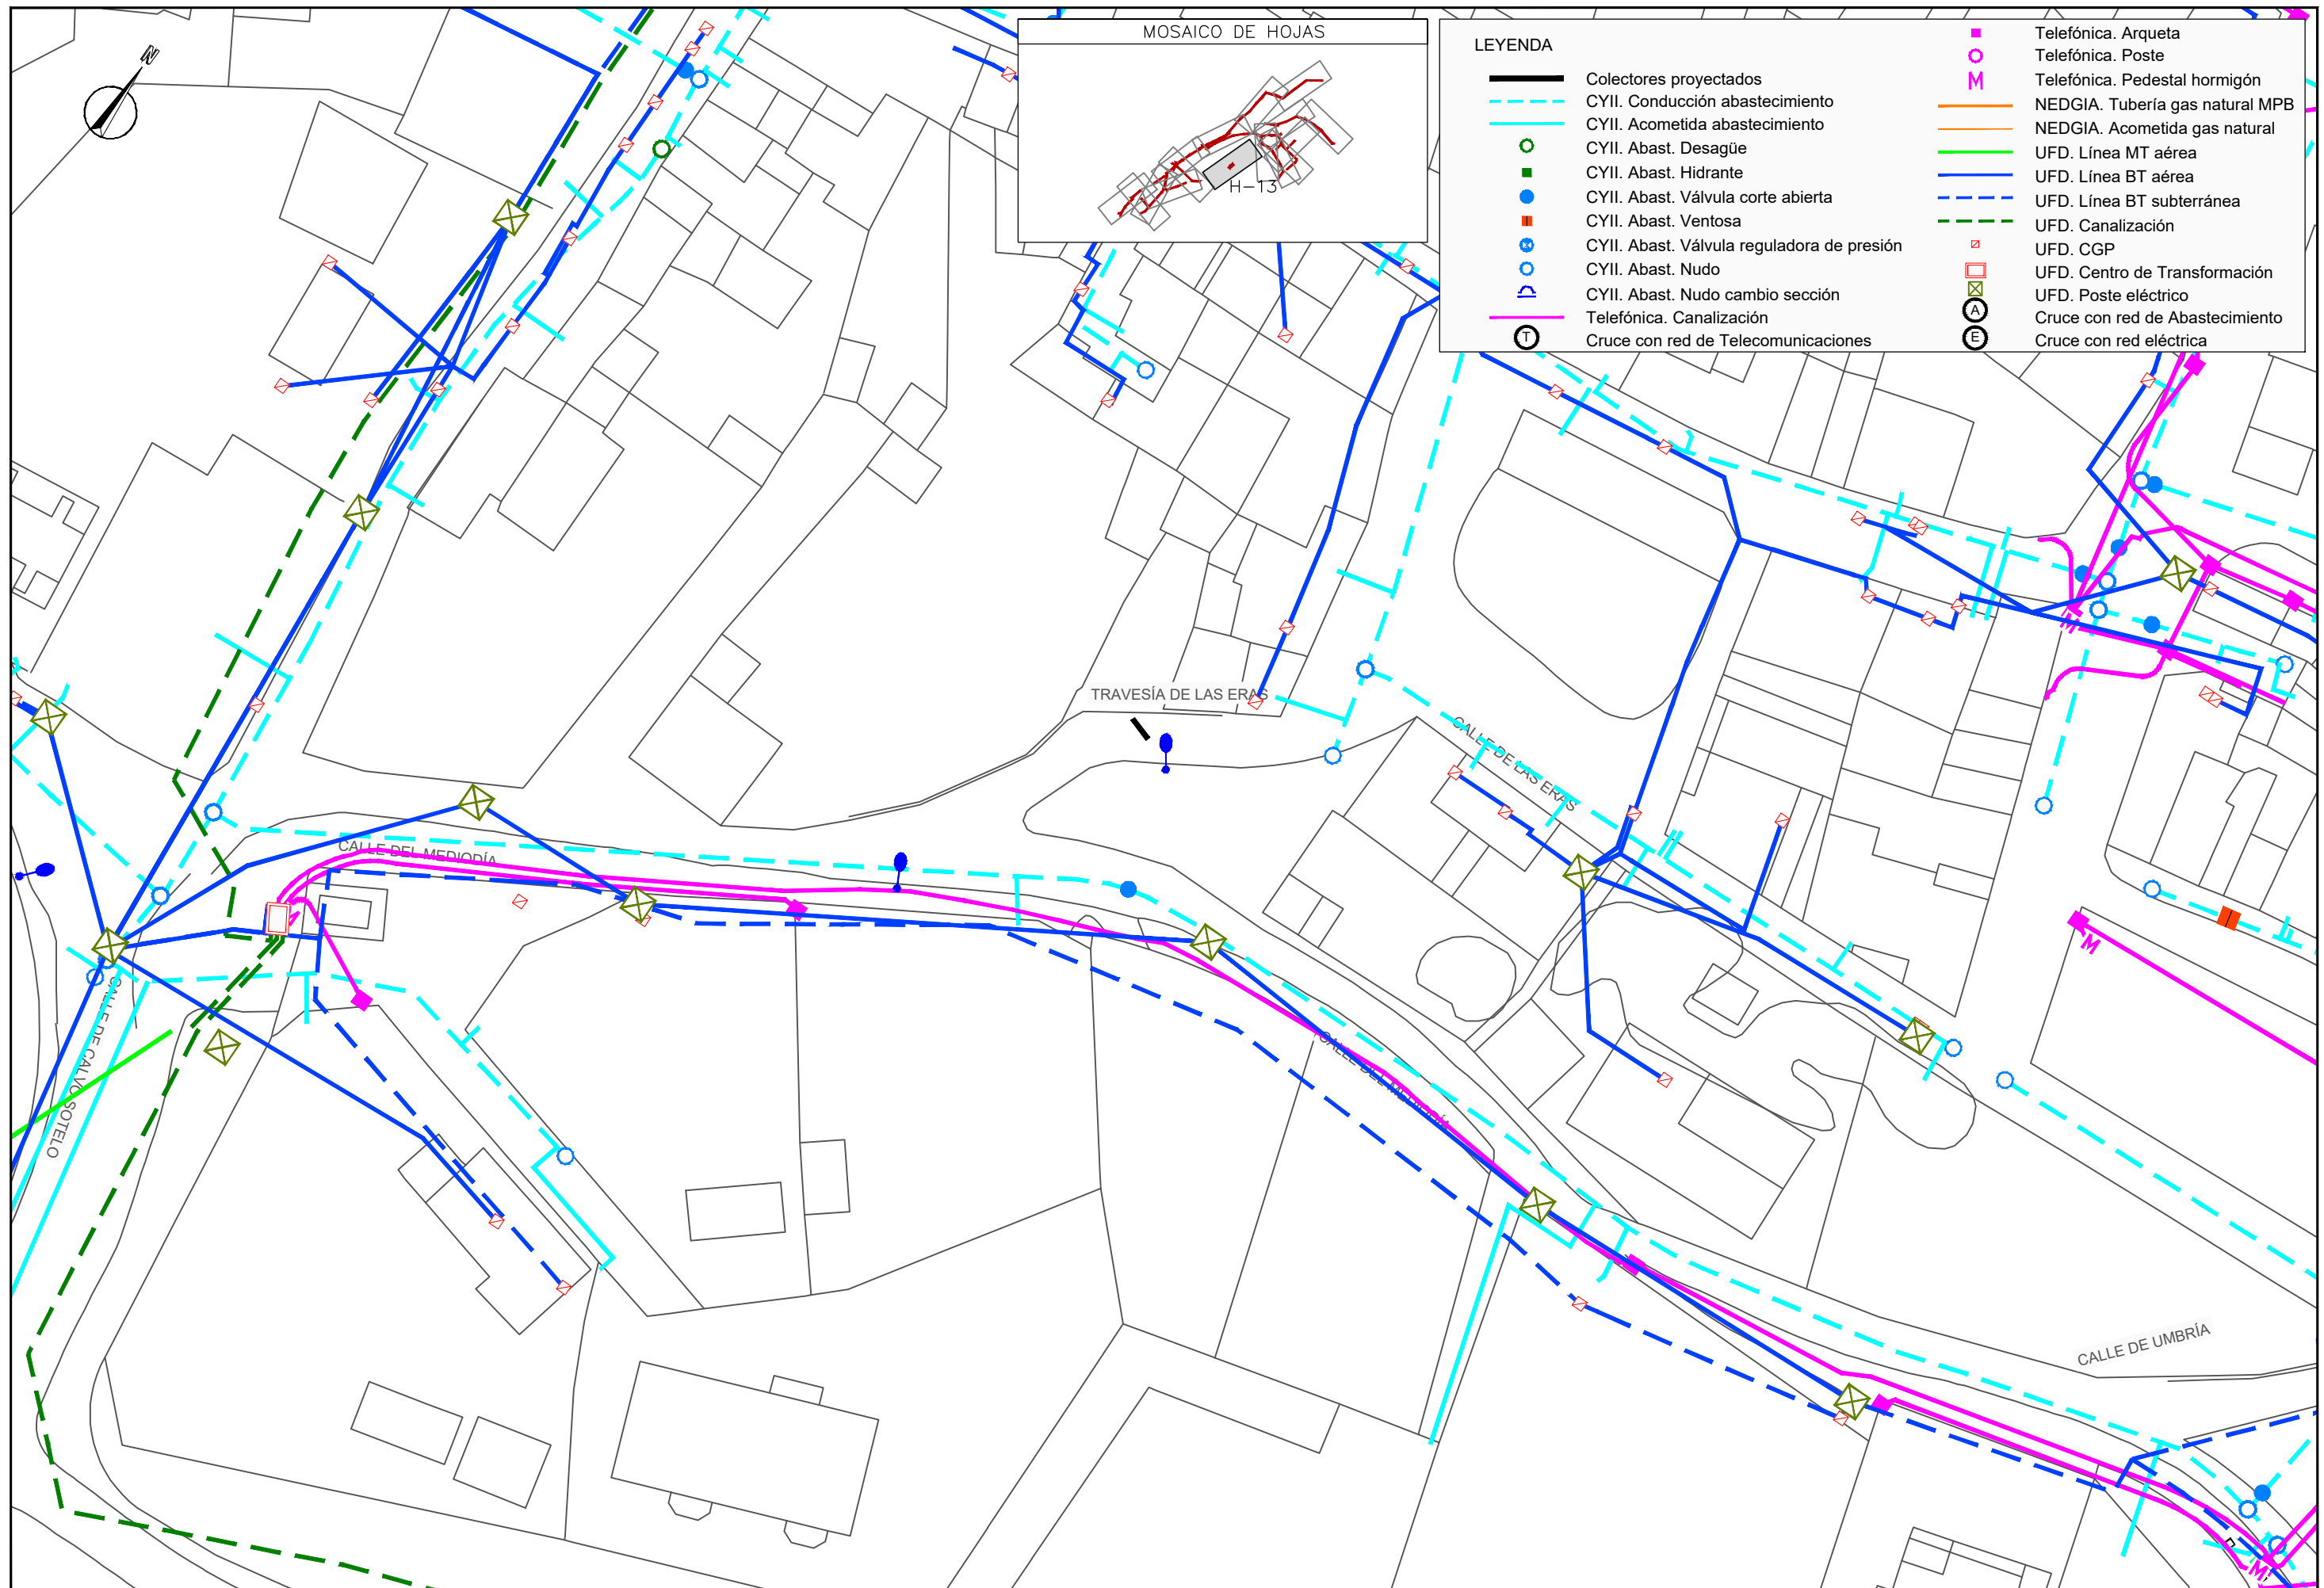 N
MOSAICO DE HOJAS
H-13
LEYENDA
Colectores proyectados
CYII. Conducción abastecimiento
CYII. Acometida abastecimiento
CYII. Abast. Desagüe
CYII. Abast. Hidrante
CYII. Abast. Válvula corte abierta
CYII. Abast. Ventosa
CYII. Abast. Válvula reguladora de presión
CYII. Abast. Nudo
CYII. Abast. Nudo cambio sección
Telefónica. Canalización
T Cruce con red de Telecomunicaciones
Telefónica. Arqueta
Telefónica. Poste
M Telefónica. Pedestal hormigón
NEDGIA. Tubería gas natural MPB
NEDGIA. Acometida gas natural
UFD. Línea MT aérea
UFD. Línea BT aérea
UFD. Línea BT subterránea
UFD. Canalización
UFD. CGP
UFD. Centro de Transformación
UFD. Poste eléctrico
A Cruce con red de Abastecimiento
E Cruce con red eléctrica
M
TRAVESÍA DE LAS ERAS
CALLE DE LAS ERAS
CALLE DEL MEDIODÍA
M
CALLE DE CALVO SOTELO
CALLE DEL MEDIODÍA
CALLE DE UMBRÍA
M